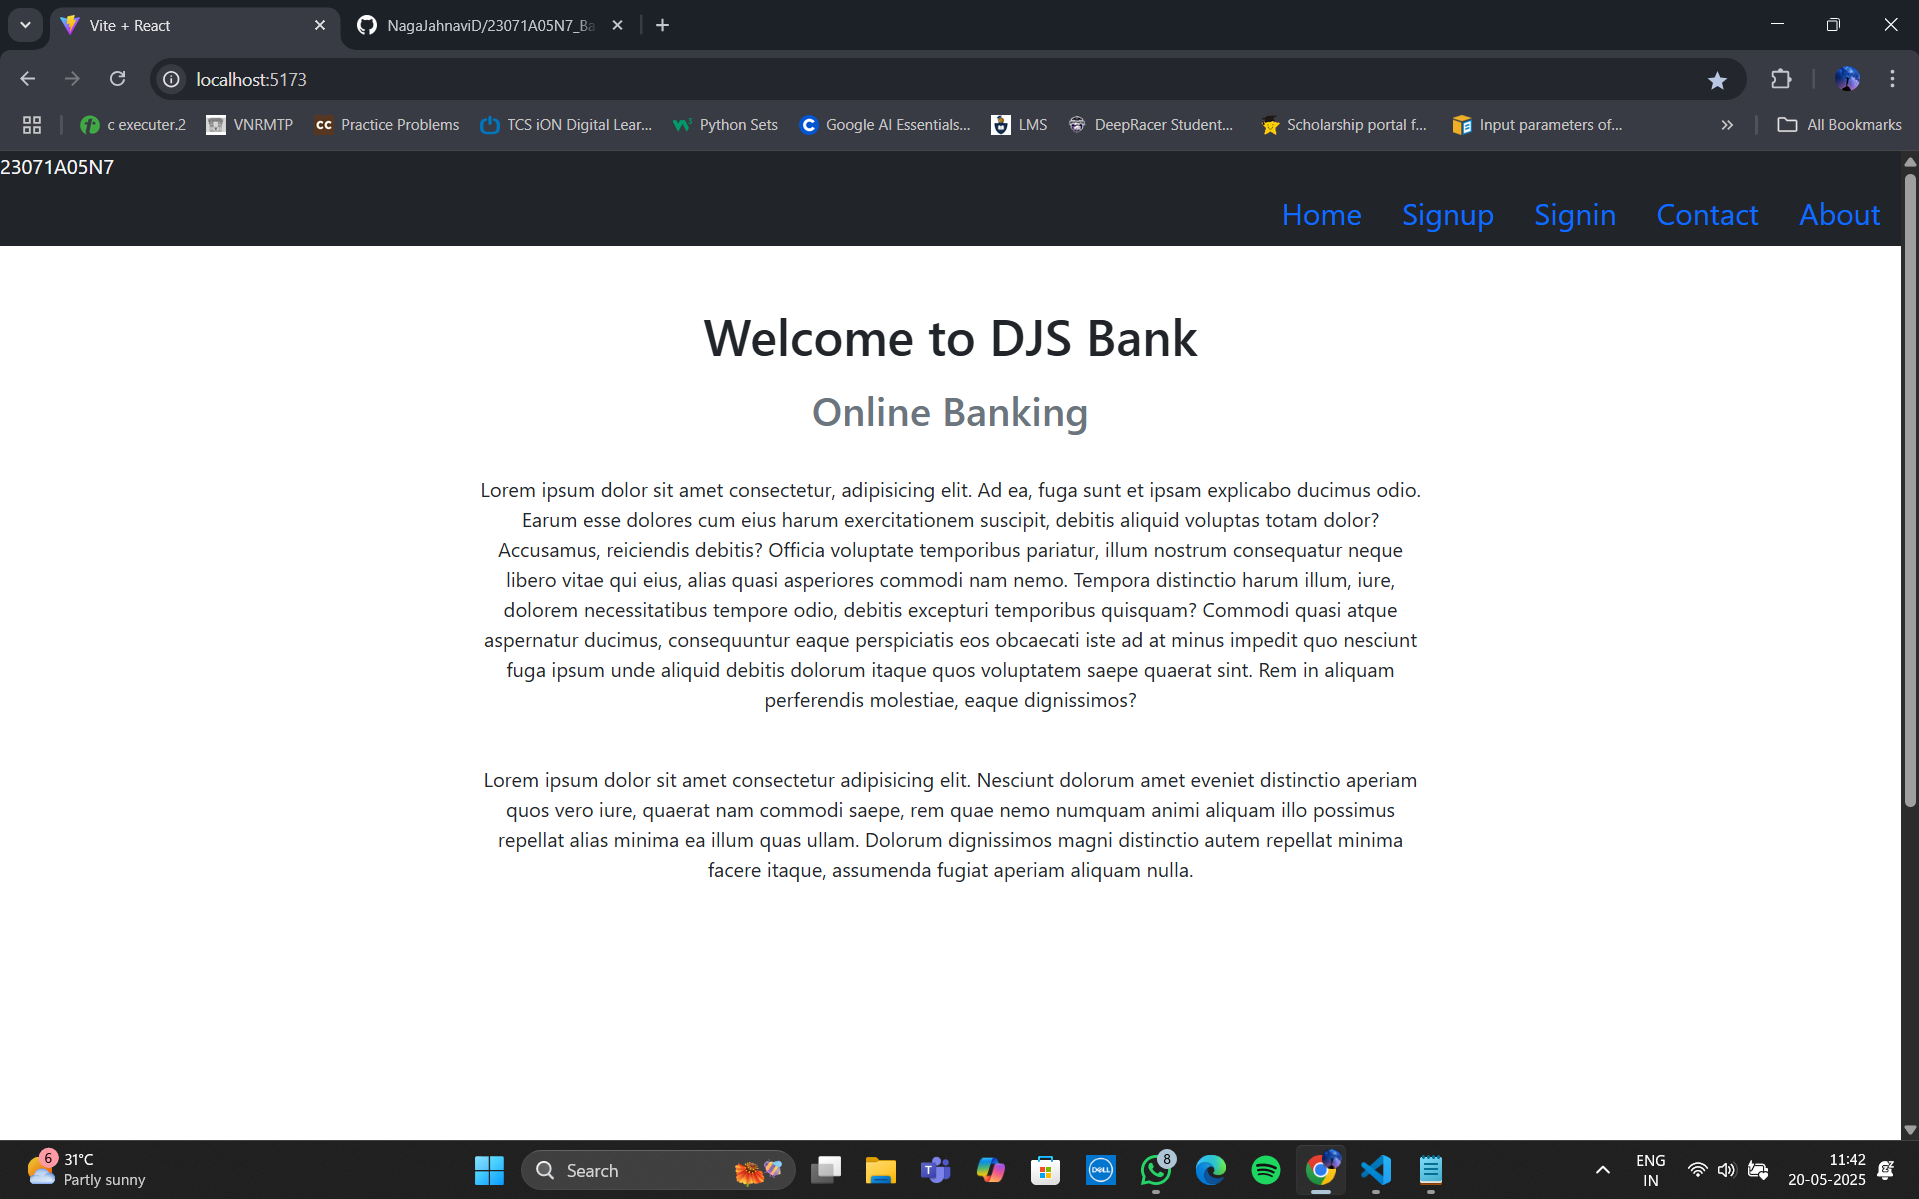 Vite + React
NagaJahnaviD/23071A05N7_Ba
localhost:5173
c executer.2
VNRMTP
CC Practice Problems
TCS iON Digital Lear...
Python Sets
Google AI Essentials...
LMS
DeepRacer Student...
Scholarship portal f...
Input parameters of...
All Bookmarks
23071A05N7
Home Signup Signin Contact About
Welcome to DJS Bank
Online Banking
Lorem ipsum dolor sit amet consectetur, adipisicing elit. Ad ea, fuga sunt et ipsam explicabo ducimus odio.
Earum esse dolores cum eius harum exercitationem suscipit, debitis aliquid voluptas totam dolor?
Accusamus, reiciendis debitis? Officia voluptate temporibus pariatur, illum nostrum consequatur neque
libero vitae qui eius, alias quasi asperiores commodi nam nemo. Tempora distinctio harum illum, iure,
dolorem necessitatibus tempore odio, debitis excepturi temporibus quisquam? Commodi quasi atque
aspernatur ducimus, consequuntur eaque perspiciatis eos obcaecati iste ad at minus impedit quo nesciunt
fuga ipsum unde aliquid debitis dolorum itaque quos voluptatem saepe quaerat sint. Rem in aliquam
perferendis molestiae, eaque dignissimos?
Lorem ipsum dolor sit amet consectetur adipisicing elit. Nesciunt dolorum amet eveniet distinctio aperiam
quos vero iure, quaerat nam commodi saepe, rem quae nemo numquam animi aliquam illo possimus
repellat alias minima ea illum quas ullam. Dolorum dignissimos magni distinctio autem repellat minima
facere itaque, assumenda fugiat aperiam aliquam nulla.
6
31°C
Partly sunny
Search
DELL
8
ENG
IN
11:42
20-05-2025